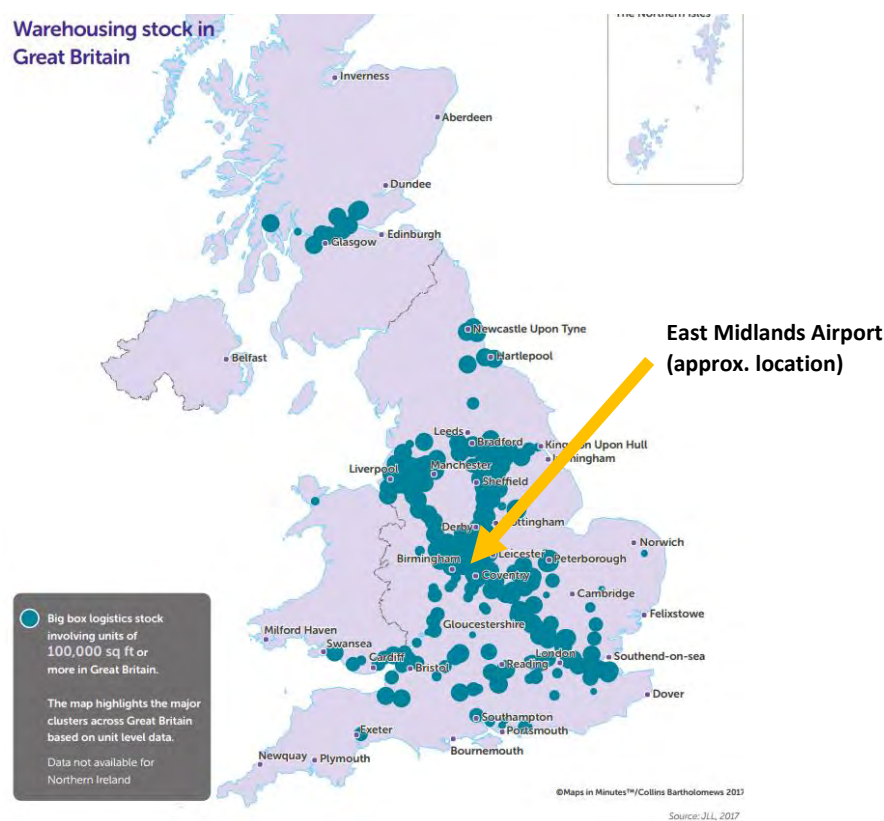 Warehousing stock in
Great Britain
The Northern Isles
Inverness
Aberdeen
Dundee
Edinburgh
Glasgow
Newcastle Upon Tyne
East Midlands Airport
(approx. location)
Belfast
Hartlepool
Leeds
Bradford
Kingston Upon Hull
Immingham
Liverpool
Manchester
Sheffield
Derby
Nottingham
Norwich
Leicester
Peterborough
Birmingham
Coventry
Cambridge
Felixstowe
Gloucestershire
Milford Haven
Swansea
Cardiff
Bristol
Reading
London
Southend-on-sea
Dover
Southampton
Portsmouth
Exeter
Bournemouth
Newquay
Plymouth
Big box logistics stock
involving units of
100,000 sq ft or
more in Great Britain.
The map highlights the major
clusters across Great Britain
based on unit level data.
Data not available for
Northern Ireland
©Maps in Minutes™/Collins Bartholomews 2017
Source: JLL, 2017